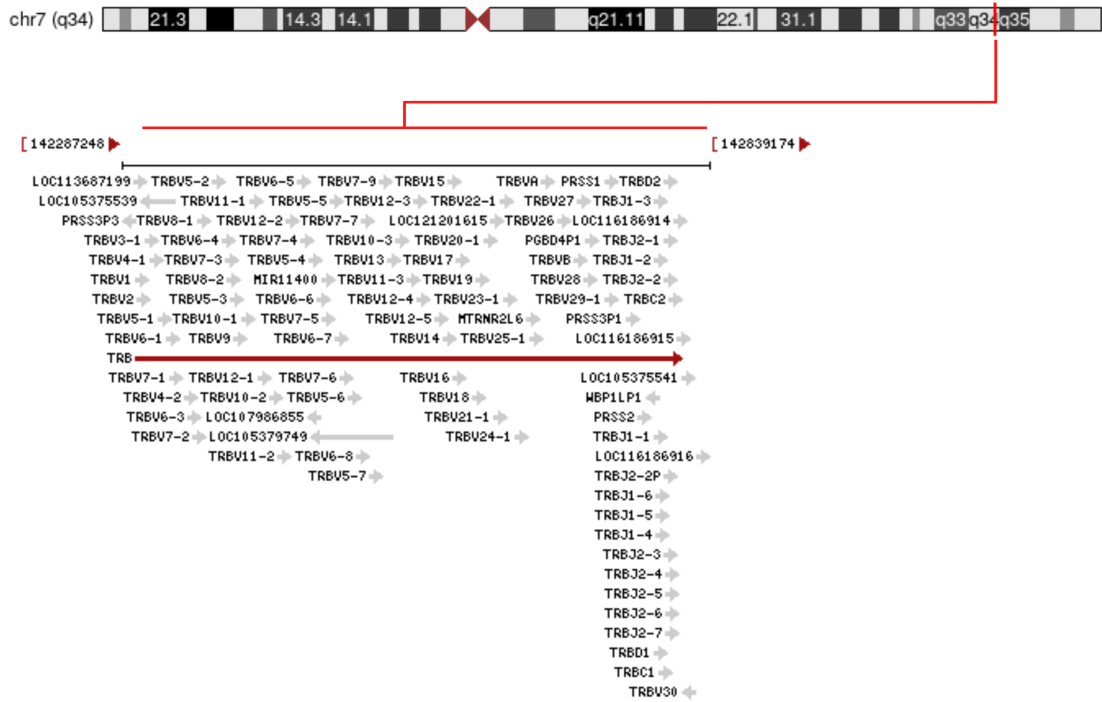 chr7 (q34) 21.3 14.3 14.1 q21.11 22.1 31.1 q33 q34 q35
[ 142287248 [ 142839174
LOC113687199 TRBV5-2 TRBV6-5 TRBV7-9 TRBV15 TRBVA PRSS1 TRBD2
LOC105375539 TRBV11-1 TRBV5-5 TRBV12-3 TRBV22-1 TRBV27 TRBJ1-3
PRSS3P3 TRBV8-1 TRBV12-2 TRBV7-7 LOC121201615 TRBV26 LOC116186914
TRBV3-1 TRBV6-4 TRBV7-4 TRBV10-3 TRBV20-1 PGBD4P1 TRBJ2-1
TRBV4-1 TRBV7-3 TRBV5-4 TRBV13 TRBV17 TRBVB TRBJ1-2
TRBV1 TRBV8-2 MIR11400 TRBV11-3 TRBV19 TRBV28 TRBJ2-2
TRBV2 TRBV5-3 TRBV6-6 TRBV12-4 TRBV23-1 TRBV29-1 TRBC2
TRBV5-1 TRBV10-1 TRBV7-5 TRBV12-5 MTRNR2L6 PRSS3P1
TRBV6-1 TRBV9 TRBV6-7 TRBV14 TRBV25-1 LOC116186915
TRB
TRBV7-1 TRBV12-1 TRBV7-6 TRBV16 LOC105375541
TRBV4-2 TRBV10-2 TRBV5-6 TRBV18 WBP1LP1
TRBV6-3 LOC107986855 TRBV21-1 PRSS2
TRBV7-2 LOC105379749 TRBV24-1 TRBJ1-1
TRBV11-2 TRBV6-8 LOC116186916
TRBV5-7 TRBJ2-2P
TRBJ1-6
TRBJ1-5
TRBJ1-4
TRBJ2-3
TRBJ2-4
TRBJ2-5
TRBJ2-6
TRBJ2-7
TRBD1
TRBC1
TRBV30